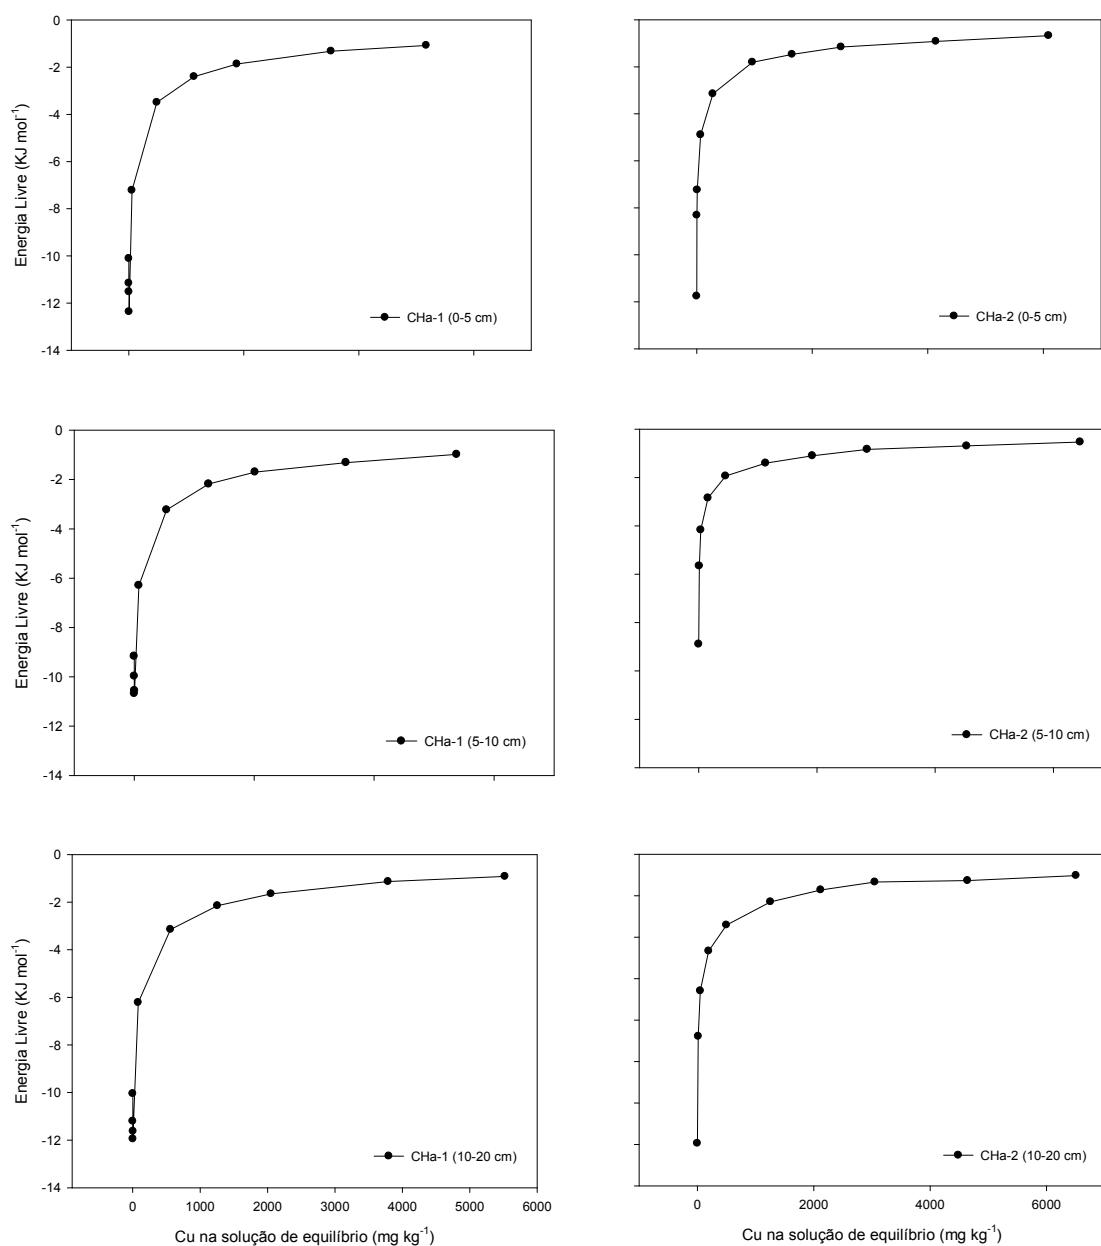 0
-2
-4
-6
-8
-10
-12
-14
Energia Livre (KJ mol⁻¹)
CHa-1 (0-5 cm)
CHa-2 (0-5 cm)
0
-2
-4
-6
-8
-10
-12
-14
Energia Livre (KJ mol⁻¹)
CHa-1 (5-10 cm)
CHa-2 (5-10 cm)
0
-2
-4
-6
-8
-10
-12
-14
Energia Livre (KJ mol⁻¹)
CHa-1 (10-20 cm)
CHa-2 (10-20 cm)
0 1000 2000 3000 4000 5000 6000
0 2000 4000 6000
Cu na solução de equilíbrio (mg kg⁻¹)
Cu na solução de equilíbrio (mg kg⁻¹)